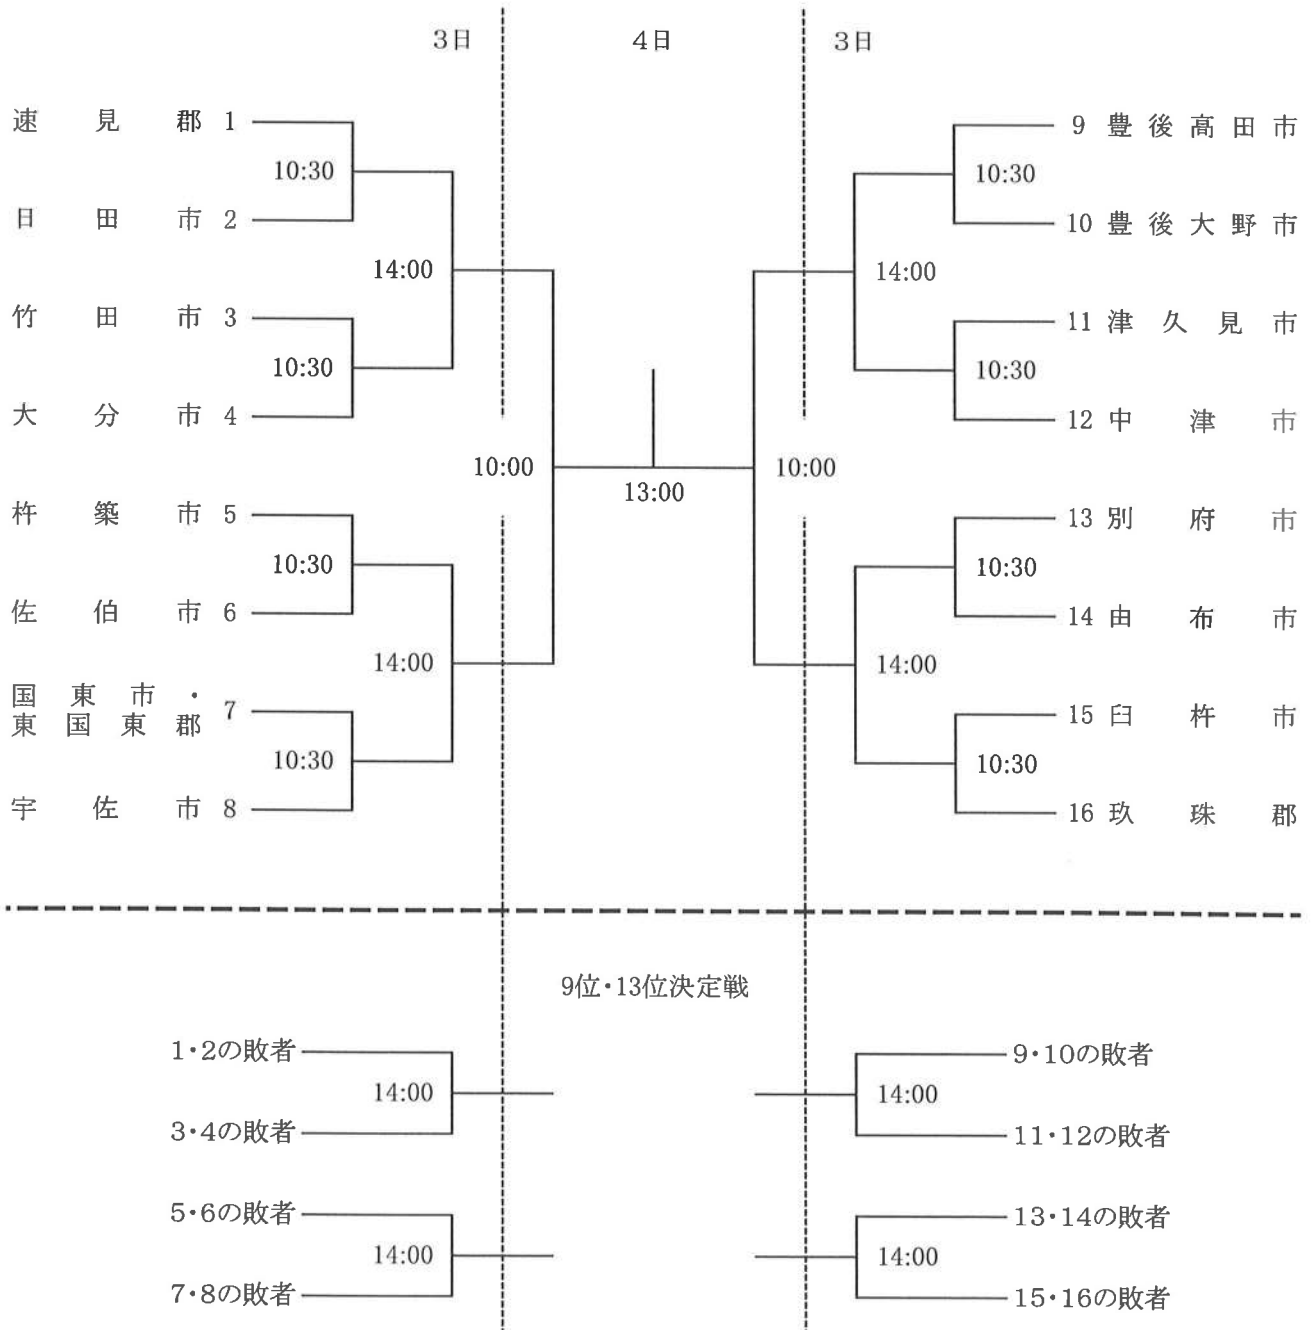 3日 4日 3日
速見郡 1
10:30
日田市 2
14:00
竹田市 3
10:30
大分市 4
10:00
杵築市 5
10:30
佐伯市 6
14:00
国東市・
東国東郡 7
10:30
宇佐市 8
13:00
9 豊後高田市
10:30
10 豊後大野市
14:00
11 津久見市
10:30
12 中津市
10:00
13 別府市
10:30
14 由布市
14:00
15 臼杵市
10:30
16 玖珠郡
9位・13位決定戦
1・2の敗者
14:00
3・4の敗者
5・6の敗者
14:00
7・8の敗者
9・10の敗者
14:00
11・12の敗者
13・14の敗者
14:00
15・16の敗者